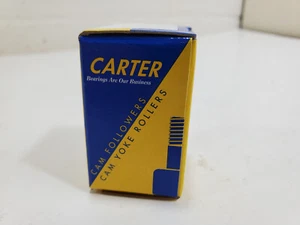 CARTER
Bearings Are Our Business
CAM FOLLOWERS
CAM YOKE ROLLERS